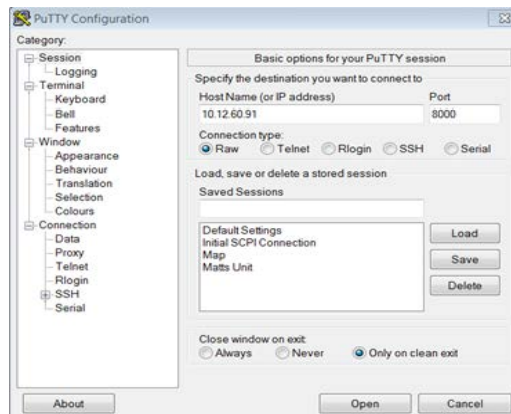 PuTTY Configuration
Category:
Session
Logging
Terminal
Keyboard
Bell
Features
Window
Appearance
Behaviour
Translation
Selection
Colours
Connection
Data
Proxy
Telnet
Rlogin
SSH
Serial
Basic options for your PuTTY session
Specify the destination you want to connect to
Host Name (or IP address) Port
10.12.60.91 8000
Connection type:
Raw Telnet Rlogin SSH Serial
Load, save or delete a stored session
Saved Sessions
Default Settings
Initial SCPI Connection
Map
Matts Unit
Load
Save
Delete
Close window on exit
Always Never Only on clean exit
About Open Cancel